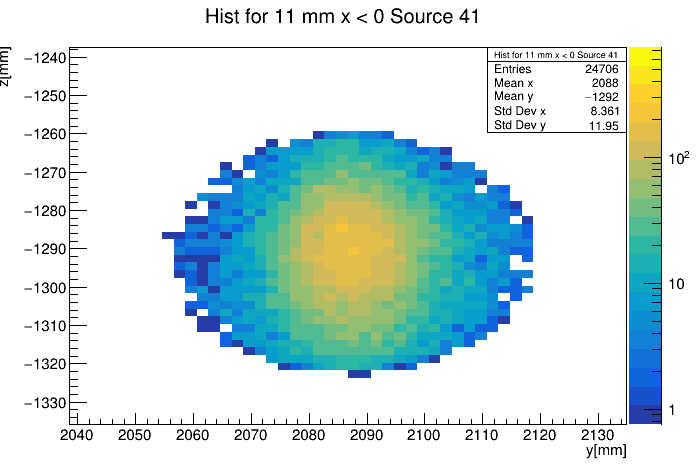 Hist for 11 mm x < 0 Source 41
z[mm]
Hist for 11 mm x < 0 Source 41
Entries 24706
Mean x 2088
Mean y −1292
Std Dev x 8.361
Std Dev y 11.95
−1240
−1250
−1260
−1270
−1280
−1290
−1300
−1310
−1320
−1330
10²
10
1
2040 2050 2060 2070 2080 2090 2100 2110 2120 2130
y[mm]